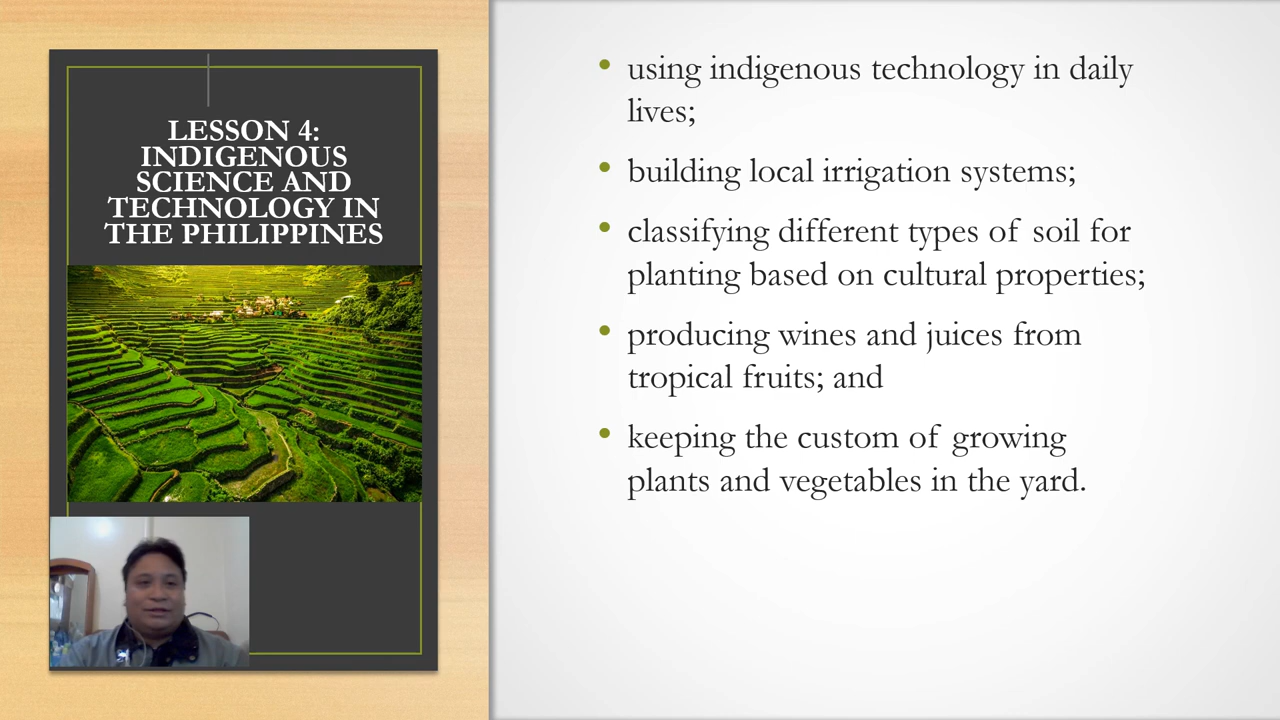 LESSON 4:
INDIGENOUS
SCIENCE AND
TECHNOLOGY IN
THE PHILIPPINES
• using indigenous technology in daily
lives;
• building local irrigation systems;
• classifying different types of soil for
planting based on cultural properties;
• producing wines and juices from
tropical fruits; and
• keeping the custom of growing
plants and vegetables in the yard.